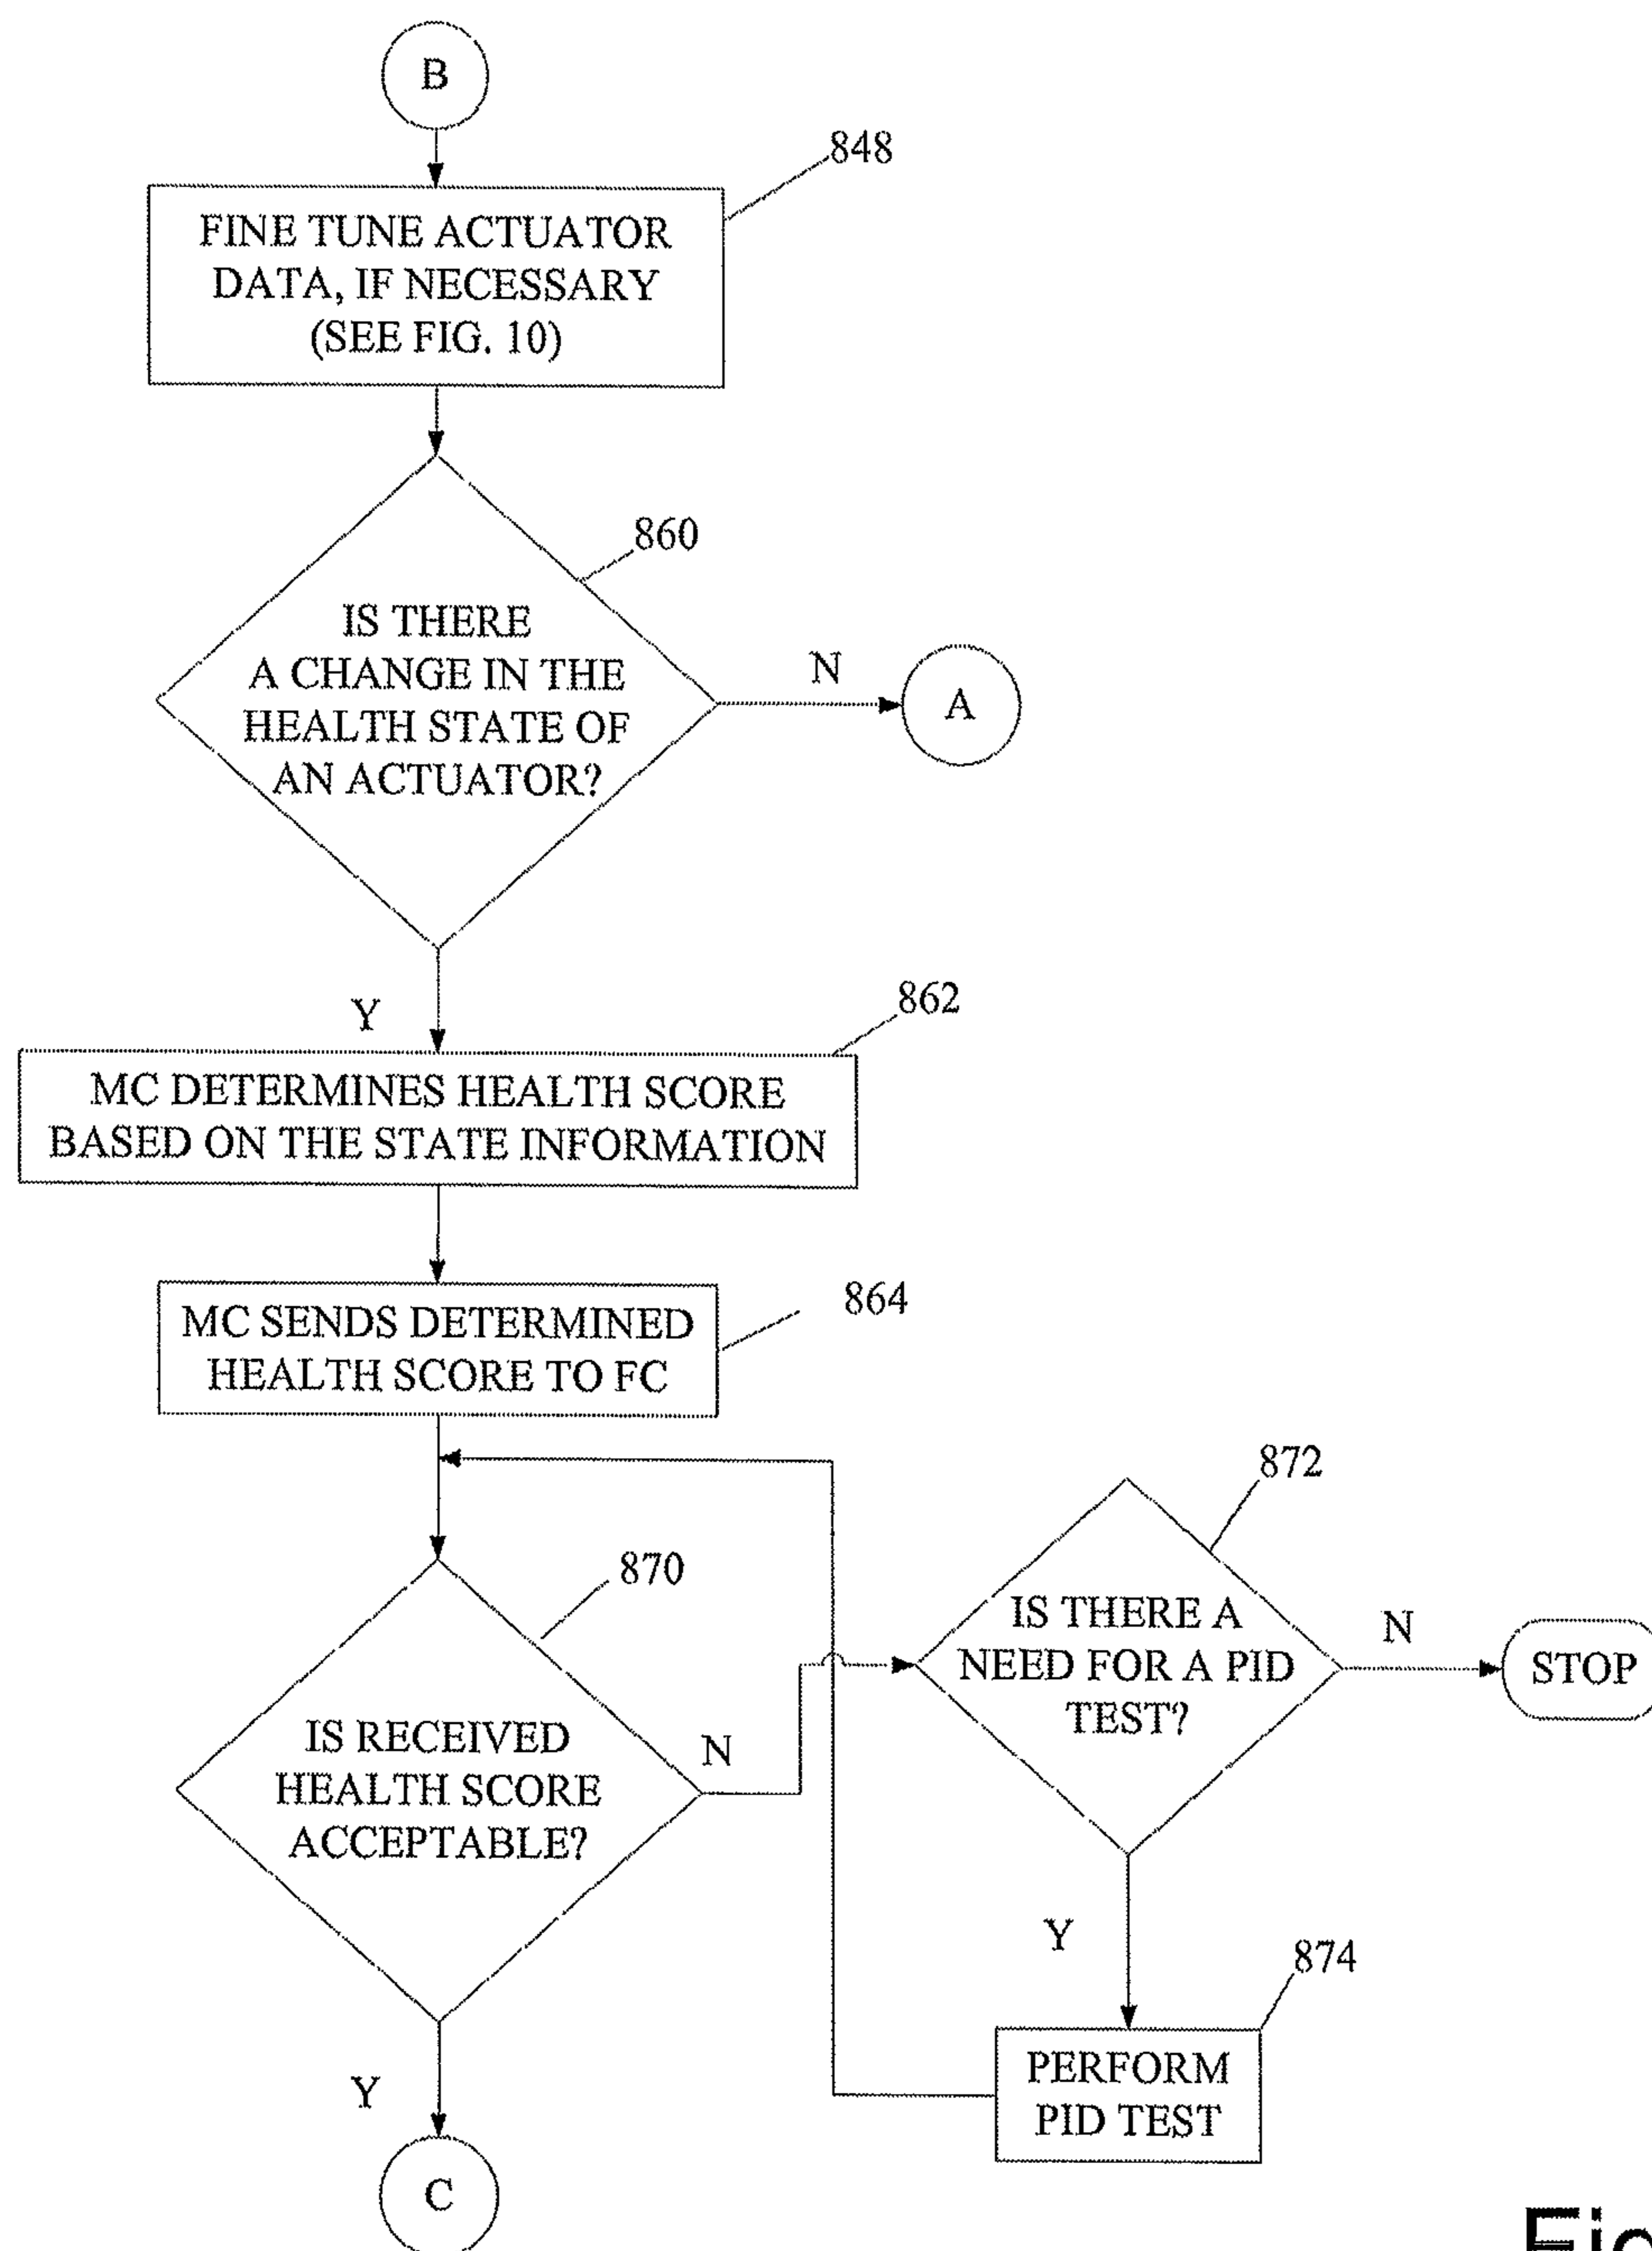 B
848
FINE TUNE ACTUATOR
DATA, IF NECESSARY
(SEE FIG. 10)
860
IS THERE
A CHANGE IN THE
HEALTH STATE OF
AN ACTUATOR?
N
A
Y
862
MC DETERMINES HEALTH SCORE
BASED ON THE STATE INFORMATION
864
MC SENDS DETERMINED
HEALTH SCORE TO FC
872
870
IS THERE A
NEED FOR A PID
TEST?
N
STOP
IS RECEIVED
HEALTH SCORE
ACCEPTABLE?
N
Y
874
PERFORM
PID TEST
Y
C